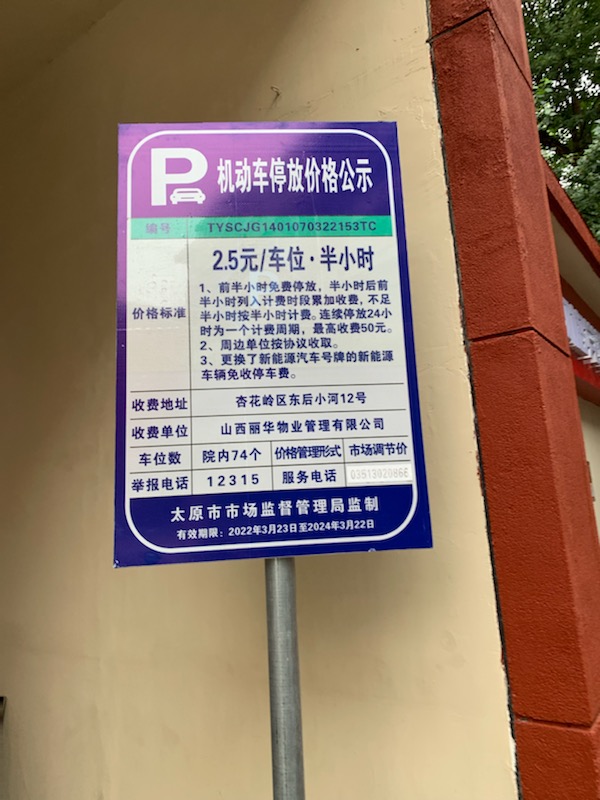 P 机动车停放价格公示
编号 TYSCJG1401070322153TC
2.5元/车位·半小时
价格标准
1、前半小时免费停放，半小时后前
半小时列入计费时段累加收费，不足
半小时按半小时计费。连续停放24小
时为一个计费周期，最高收费50元。
2、周边单位按协议收取。
3、更换了新能源汽车号牌的新能源
车辆免收停车费。
收费地址 杏花岭区东后小河12号
收费单位 山西丽华物业管理有限公司
车位数 院内74个 价格管理形式 市场调节价
举报电话 12315 服务电话
太原市市场监督管理局监制
有效期限：2022年3月23日至2024年3月22日